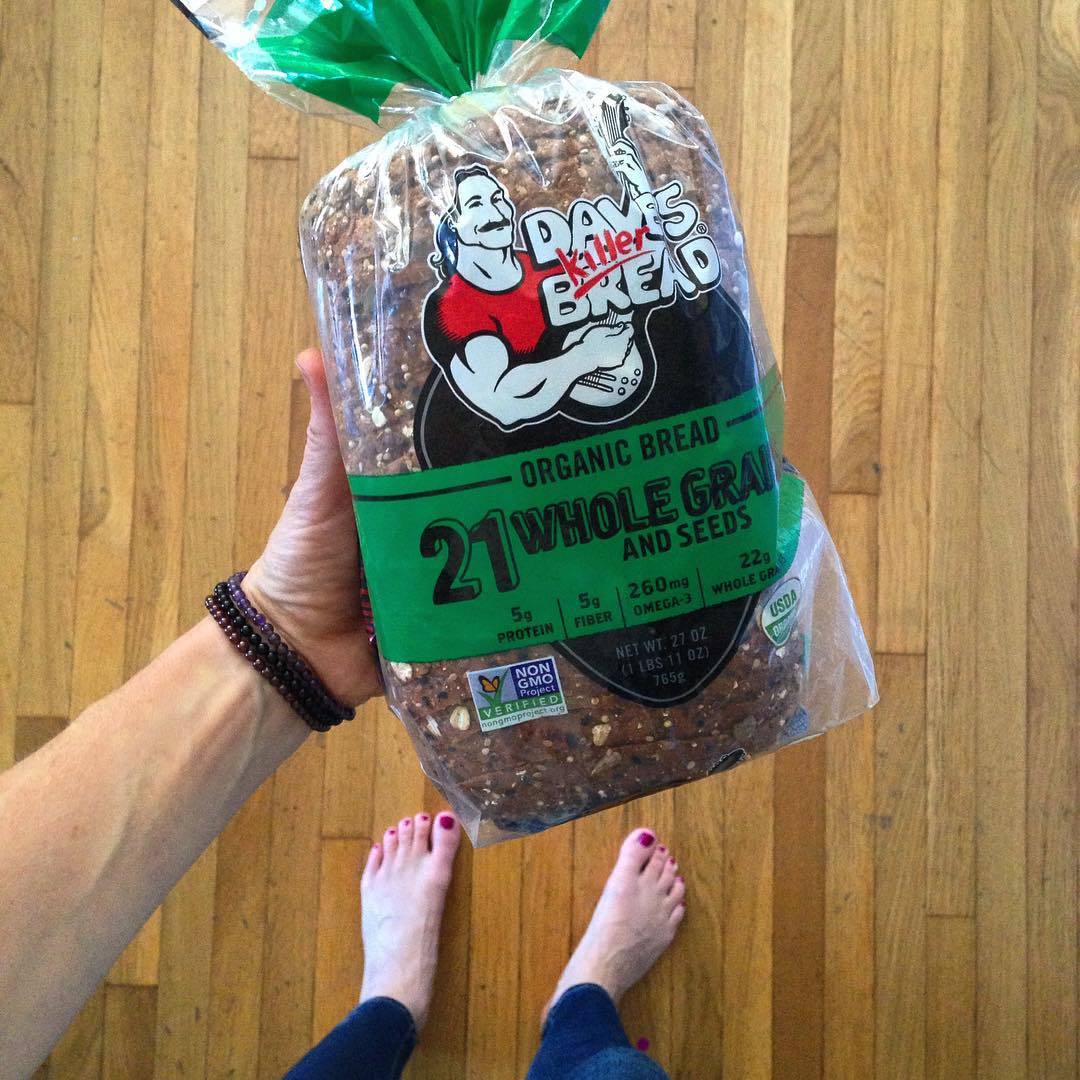 DAVE'S
Killer
BREAD®
ORGANIC BREAD
21 WHOLE GRAI
AND SEEDS
5g
PROTEIN
5g
FIBER
260mg
OMEGA-3
22g
WHOLE GRA
USDA
NET WT. 27 OZ
(1 LBS 11 OZ)
765g
NON
GMO
Project
VERIFIED
nongmoproject.org